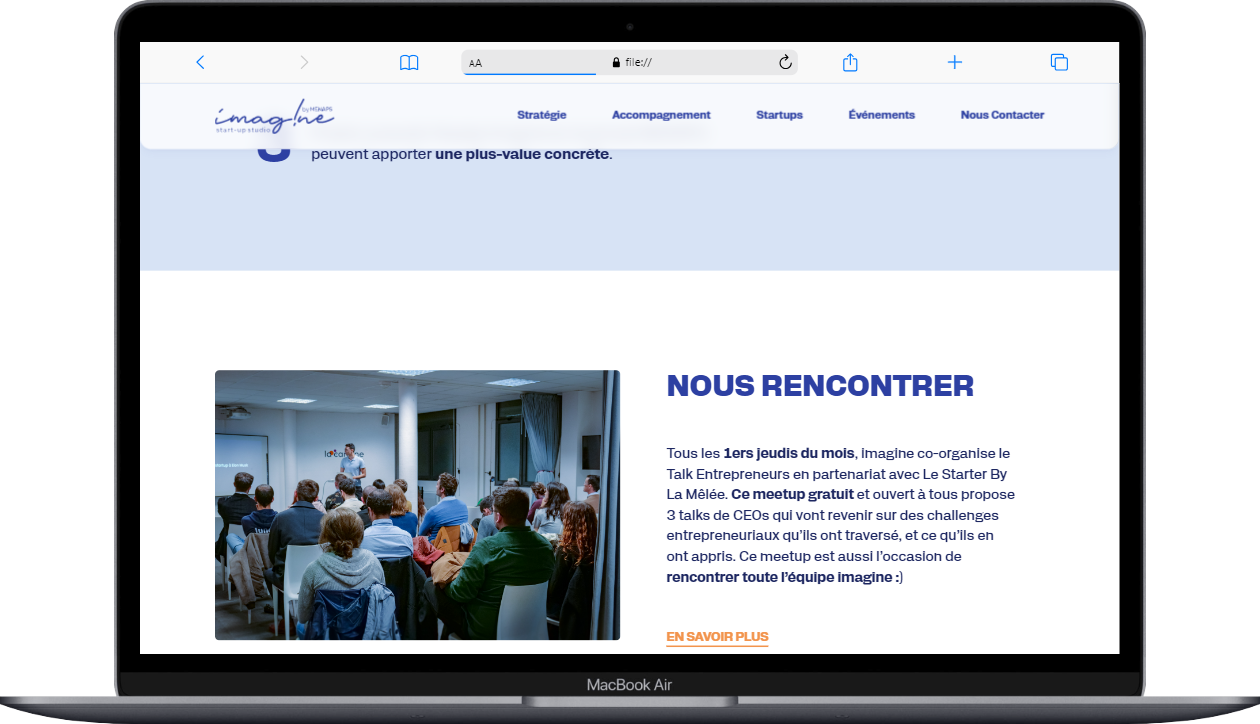 AA
file://
imag!ne
by MIHAPS
start-up studio
Stratégie
Accompagnement
Startups
Événements
Nous Contacter
peuvent apporter une plus-value concrète.
NOUS RENCONTRER
Tous les 1ers jeudis du mois, imagine co-organise le
Talk Entrepreneurs en partenariat avec Le Starter By
La Mêlée. Ce meetup gratuit et ouvert à tous propose
3 talks de CEOs qui vont revenir sur des challenges
entrepreneuriaux qu’ils ont traversé, et ce qu’ils en
ont appris. Ce meetup est aussi l’occasion de
rencontrer toute l’équipe imagine :)
EN SAVOIR PLUS
MacBook Air